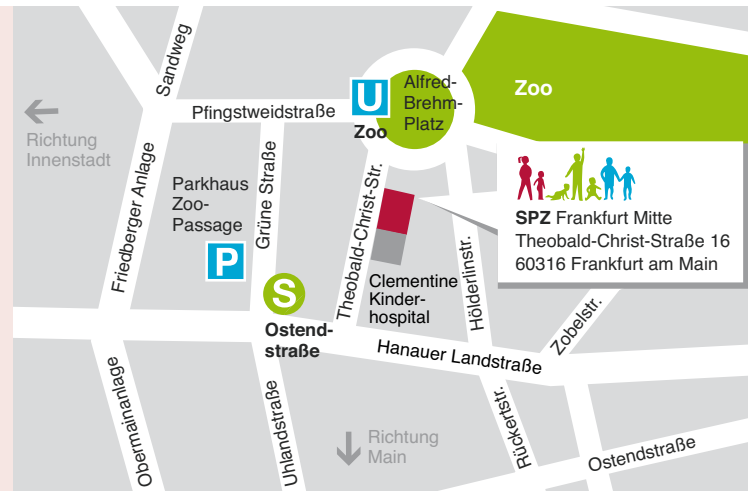 Sandweg
Alfred-
Brehm-
Platz
Zoo
U
Zoo
Pfingstweidstraße
Richtung
Innenstadt
Friedberger Anlage
Parkhaus
Zoo-
Passage
P
Grüne Straße
Theobald-Christ-Str.
SPZ Frankfurt Mitte
Theobald-Christ-Straße 16
60316 Frankfurt am Main
Clementine
Kinder-
hospital
Hölderlinstr.
Zobelstr.
S
Ostend-
straße
Hanauer Landstraße
Obermainanlage
Uhlandstraße
Richtung
Main
Rückertstr.
Ostendstraße